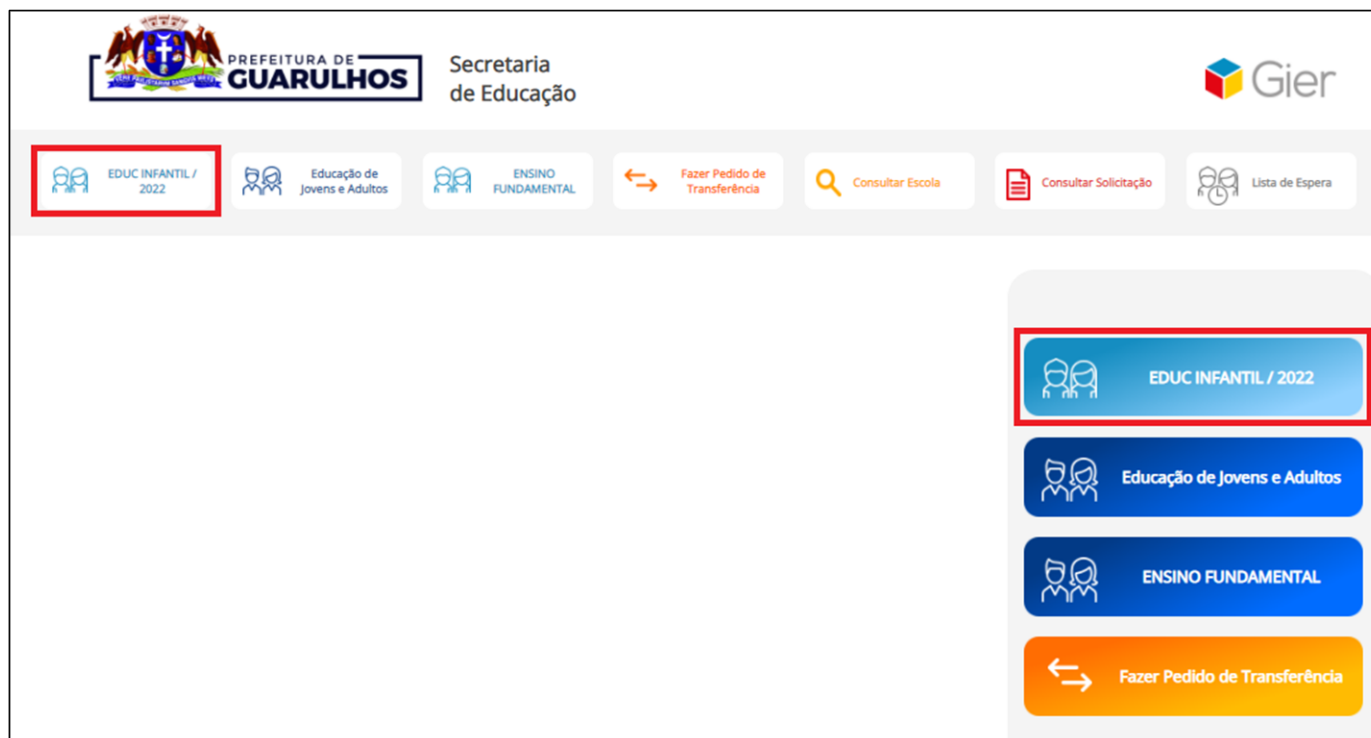 PREFEITURA DE
GUARULHOS
Secretaria
de Educação
Gier
EDUC INFANTIL /
2022
Educação de
Jovens e Adultos
ENSINO
FUNDAMENTAL
Fazer Pedido de
Transferência
Consultar Escola
Consultar Solicitação
Lista de Espera
EDUC INFANTIL / 2022
Educação de Jovens e Adultos
ENSINO FUNDAMENTAL
Fazer Pedido de Transferência